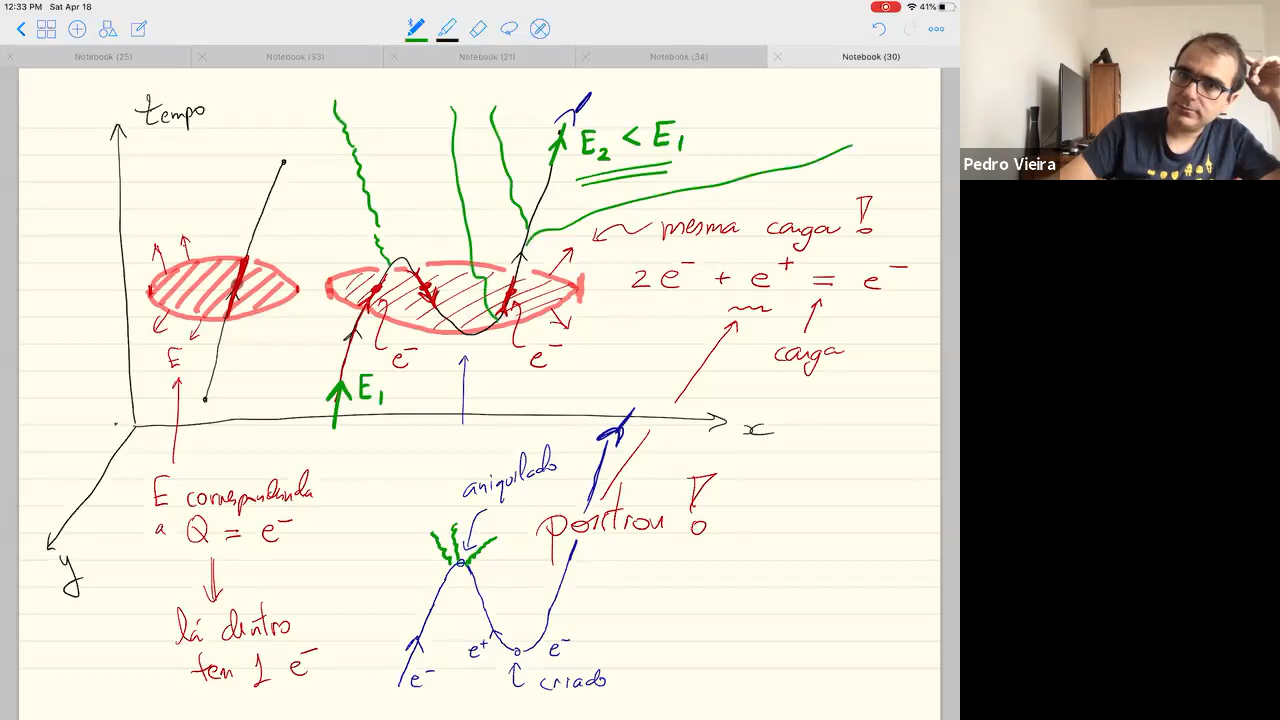 12:33 PM Sat Apr 18
41%
Notebook (25)
Notebook (33)
Notebook (21)
Notebook (34)
Notebook (30)
Pedro Vieira
tempo
E₂ < E₁
mesma carga !
2e⁻ + e⁺ = e⁻
carga
E
e⁻
e⁻
E₁
x
y
E correspondenda
a Q = e⁻
lá dentro
tem 1 e⁻
aniquilado
positron !
e⁻
e⁺
e⁻
criado